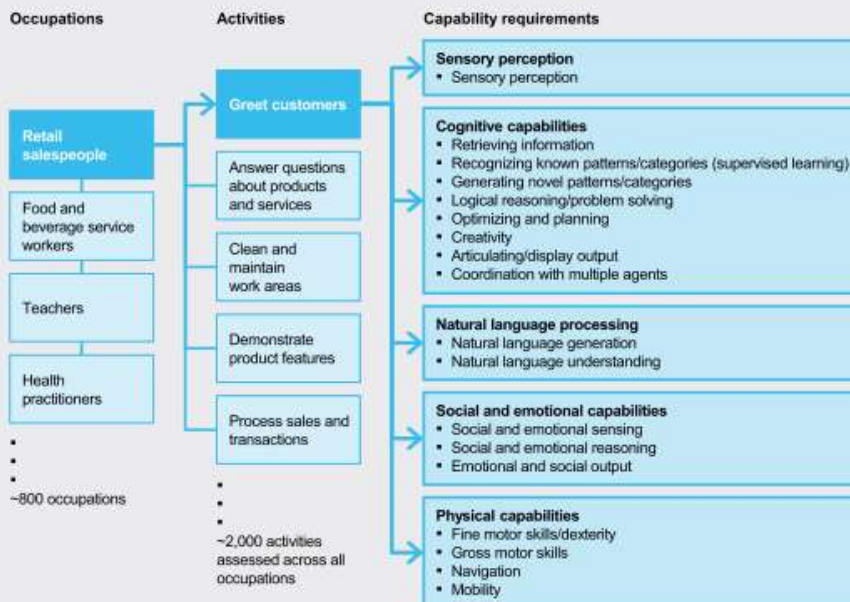 Occupations
Retail
salespeople
Food and
beverage service
workers
Teachers
Health
practitioners
~800 occupations
Activities
Greet customers
Answer questions
about products
and services
Clean and
maintain
work areas
Demonstrate
product features
Process sales and
transactions
~2,000 activities
assessed across all
occupations
Capability requirements
Sensory perception
▪ Sensory perception
Cognitive capabilities
▪ Retrieving information
▪ Recognizing known patterns/categories (supervised learning)
▪ Generating novel patterns/categories
▪ Logical reasoning/problem solving
▪ Optimizing and planning
▪ Creativity
▪ Articulating/display output
▪ Coordination with multiple agents
Natural language processing
▪ Natural language generation
▪ Natural language understanding
Social and emotional capabilities
▪ Social and emotional sensing
▪ Social and emotional reasoning
▪ Emotional and social output
Physical capabilities
▪ Fine motor skills/dexterity
▪ Gross motor skills
▪ Navigation
▪ Mobility